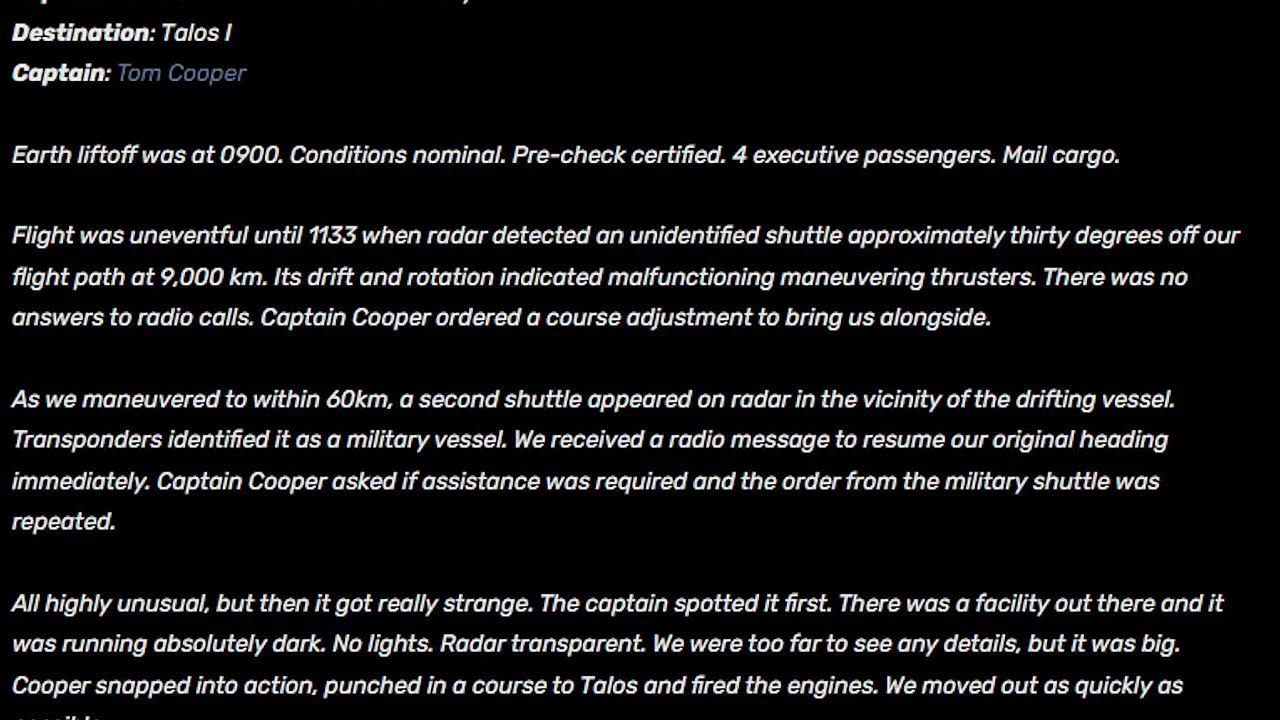 Destination: Talos I
Captain: Tom Cooper
Earth liftoff was at 0900. Conditions nominal. Pre-check certified. 4 executive passengers. Mail cargo.
Flight was uneventful until 1133 when radar detected an unidentified shuttle approximately thirty degrees off our
flight path at 9,000 km. Its drift and rotation indicated malfunctioning maneuvering thrusters. There was no
answers to radio calls. Captain Cooper ordered a course adjustment to bring us alongside.
As we maneuvered to within 60km, a second shuttle appeared on radar in the vicinity of the drifting vessel.
Transponders identified it as a military vessel. We received a radio message to resume our original heading
immediately. Captain Cooper asked if assistance was required and the order from the military shuttle was
repeated.
All highly unusual, but then it got really strange. The captain spotted it first. There was a facility out there and it
was running absolutely dark. No lights. Radar transparent. We were too far to see any details, but it was big.
Cooper snapped into action, punched in a course to Talos and fired the engines. We moved out as quickly as